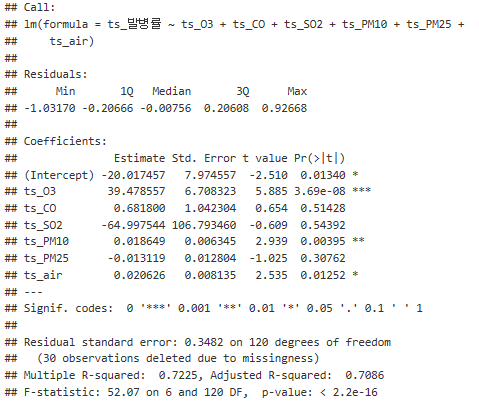 ## Call:
## lm(formula = ts_발병률 ~ ts_O3 + ts_CO + ts_SO2 + ts_PM10 + ts_PM25 +
##     ts_air)
##
## Residuals:
##      Min       1Q   Median       3Q      Max
## -1.03170 -0.20666 -0.00756  0.20608  0.92668
##
## Coefficients:
##               Estimate Std. Error t value Pr(>|t|)
## (Intercept) -20.017457   7.974557  -2.510  0.01340 *
## ts_O3        39.478557   6.708323   5.885 3.69e-08 ***
## ts_CO         0.681800   1.042304   0.654  0.51428
## ts_SO2      -64.997544 106.793460  -0.609  0.54392
## ts_PM10       0.018649   0.006345   2.939  0.00395 **
## ts_PM25      -0.013119   0.012804  -1.025  0.30762
## ts_air        0.020626   0.008135   2.535  0.01252 *
## ---
## Signif. codes:  0 '***' 0.001 '**' 0.01 '*' 0.05 '.' 0.1 ' ' 1
##
## Residual standard error: 0.3482 on 120 degrees of freedom
##   (30 observations deleted due to missingness)
## Multiple R-squared:  0.7225, Adjusted R-squared:  0.7086
## F-statistic: 52.07 on 6 and 120 DF,  p-value: < 2.2e-16